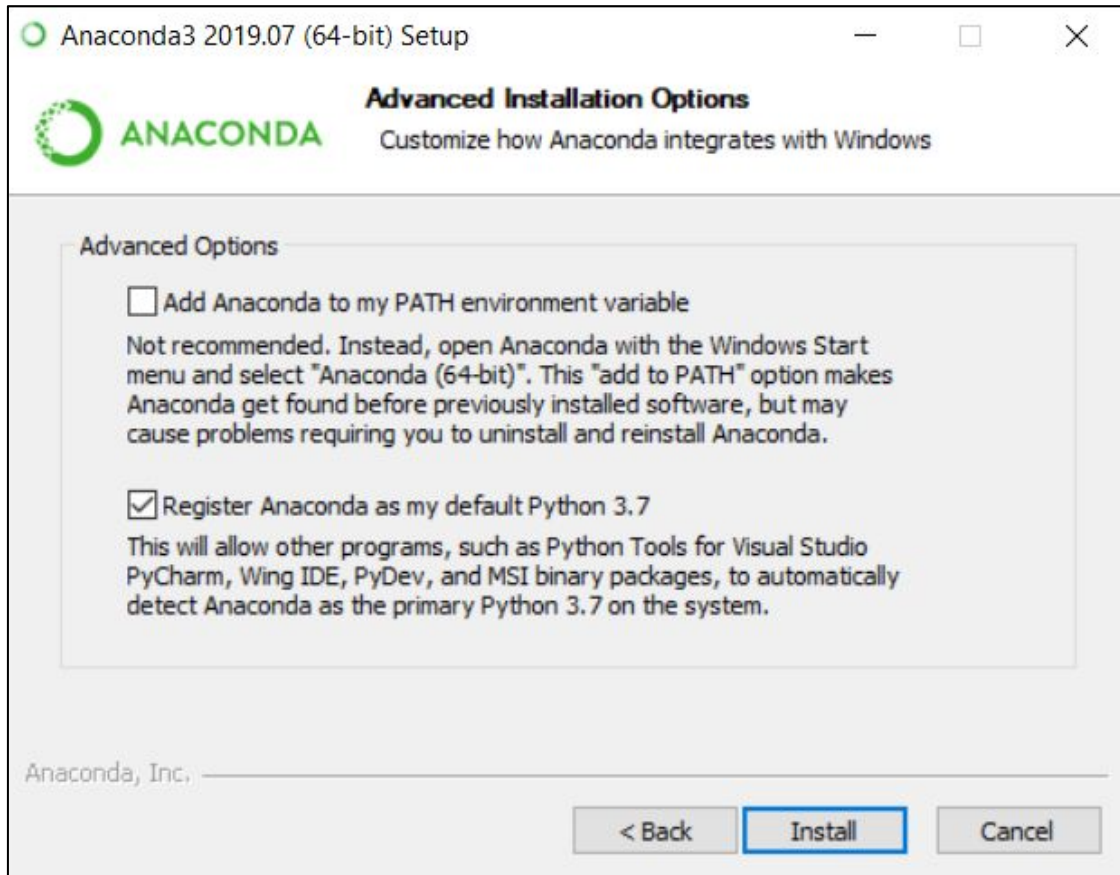 Anaconda3 2019.07 (64-bit) Setup
ANACONDA
Advanced Installation Options
Customize how Anaconda integrates with Windows
Advanced Options
Add Anaconda to my PATH environment variable
Not recommended. Instead, open Anaconda with the Windows Start
menu and select "Anaconda (64-bit)". This "add to PATH" option makes
Anaconda get found before previously installed software, but may
cause problems requiring you to uninstall and reinstall Anaconda.
Register Anaconda as my default Python 3.7
This will allow other programs, such as Python Tools for Visual Studio
PyCharm, Wing IDE, PyDev, and MSI binary packages, to automatically
detect Anaconda as the primary Python 3.7 on the system.
Anaconda, Inc.
< Back
Install
Cancel